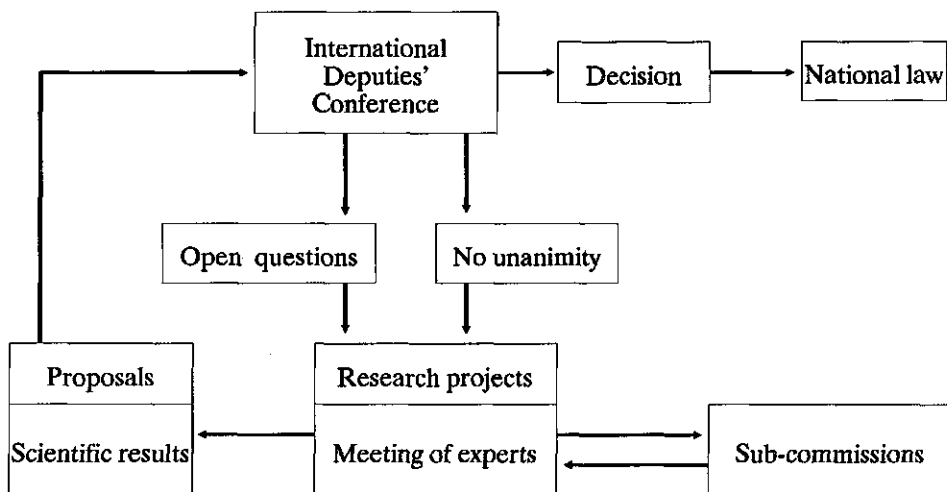 International
Deputies'
Conference
Decision
National law
Open questions
No unanimity
Proposals
Research projects
Scientific results
Meeting of experts
Sub-commissions